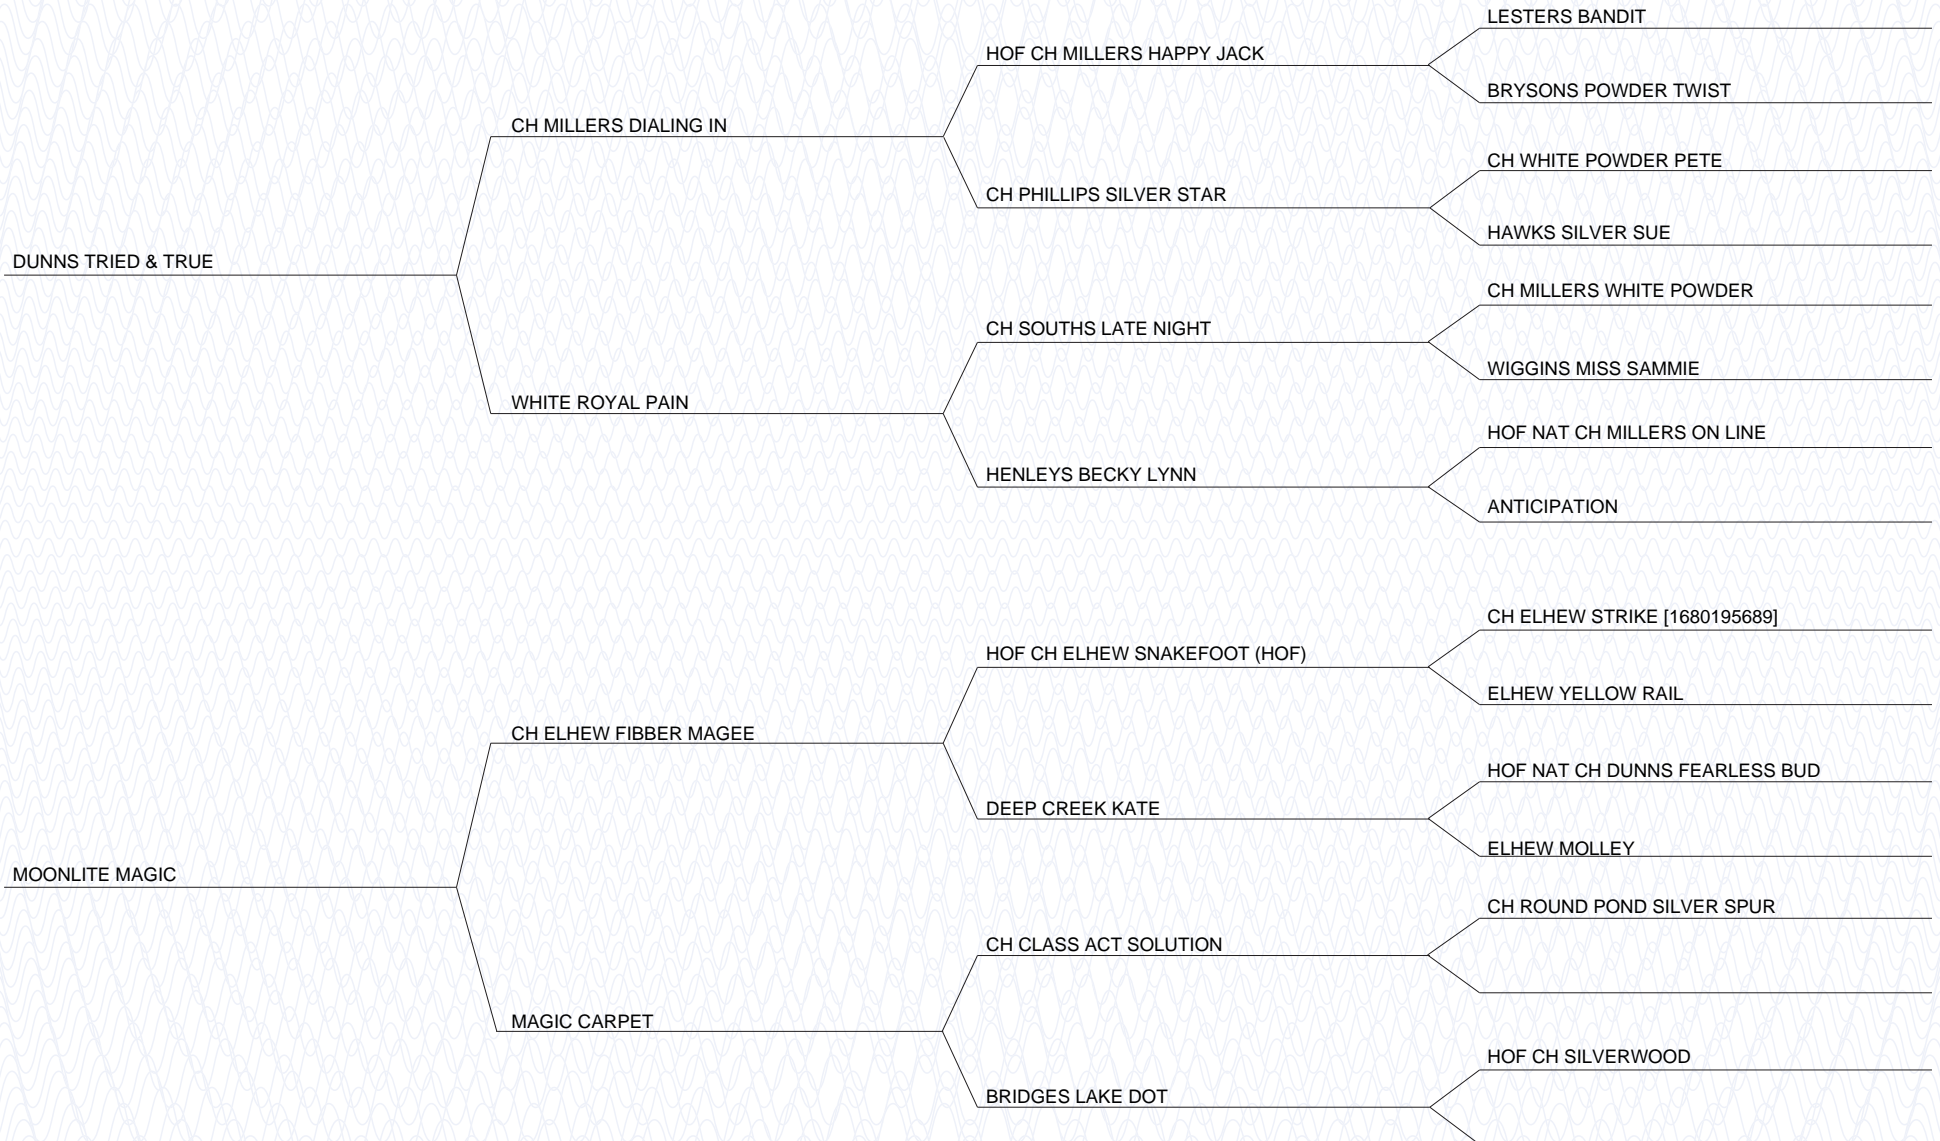 LESTERS BANDIT
HOF CH MILLERS HAPPY JACK
BRYSONS POWDER TWIST
CH MILLERS DIALING IN
CH WHITE POWDER PETE
CH PHILLIPS SILVER STAR
HAWKS SILVER SUE
DUNNS TRIED & TRUE
CH MILLERS WHITE POWDER
CH SOUTHS LATE NIGHT
WIGGINS MISS SAMMIE
WHITE ROYAL PAIN
HOF NAT CH MILLERS ON LINE
HENLEYS BECKY LYNN
ANTICIPATION
CH ELHEW STRIKE [1680195689]
HOF CH ELHEW SNAKEFOOT (HOF)
ELHEW YELLOW RAIL
CH ELHEW FIBBER MAGEE
HOF NAT CH DUNNS FEARLESS BUD
DEEP CREEK KATE
ELHEW MOLLEY
MOONLITE MAGIC
CH ROUND POND SILVER SPUR
CH CLASS ACT SOLUTION
MAGIC CARPET
HOF CH SILVERWOOD
BRIDGES LAKE DOT